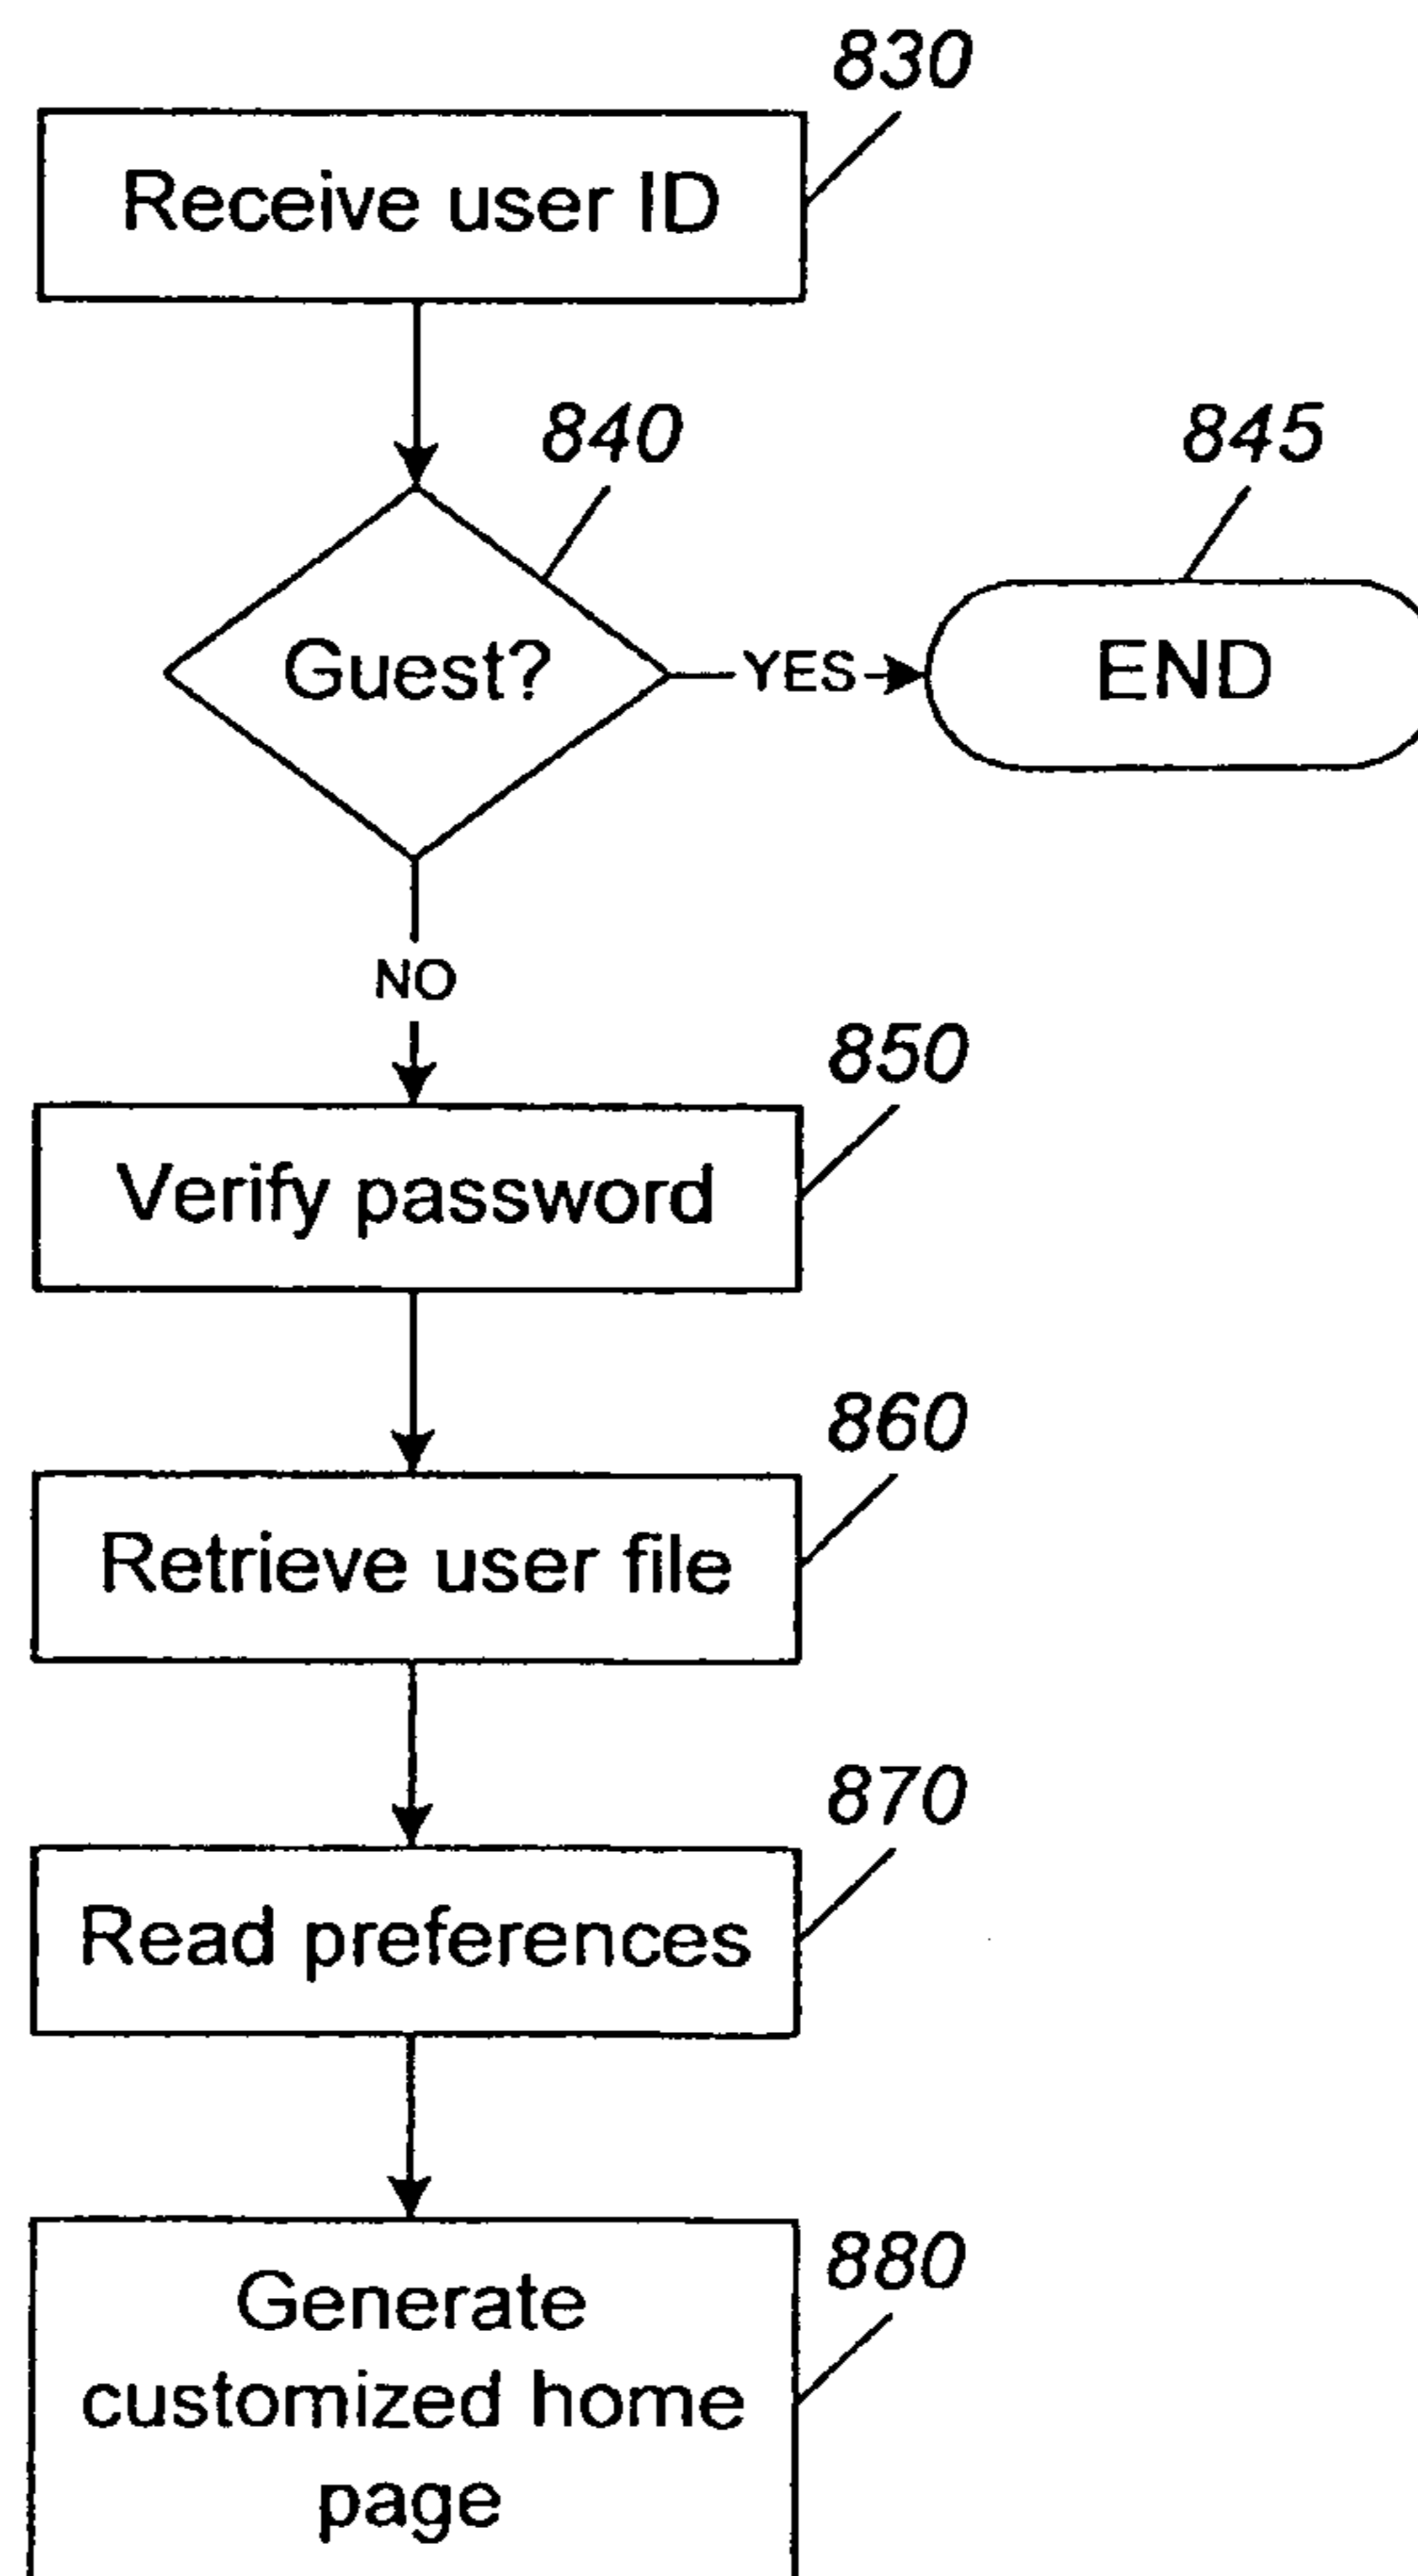 830
Receive user ID
840
845
Guest?
YES
END
NO
850
Verify password
860
Retrieve user file
870
Read preferences
880
Generate
customized home
page